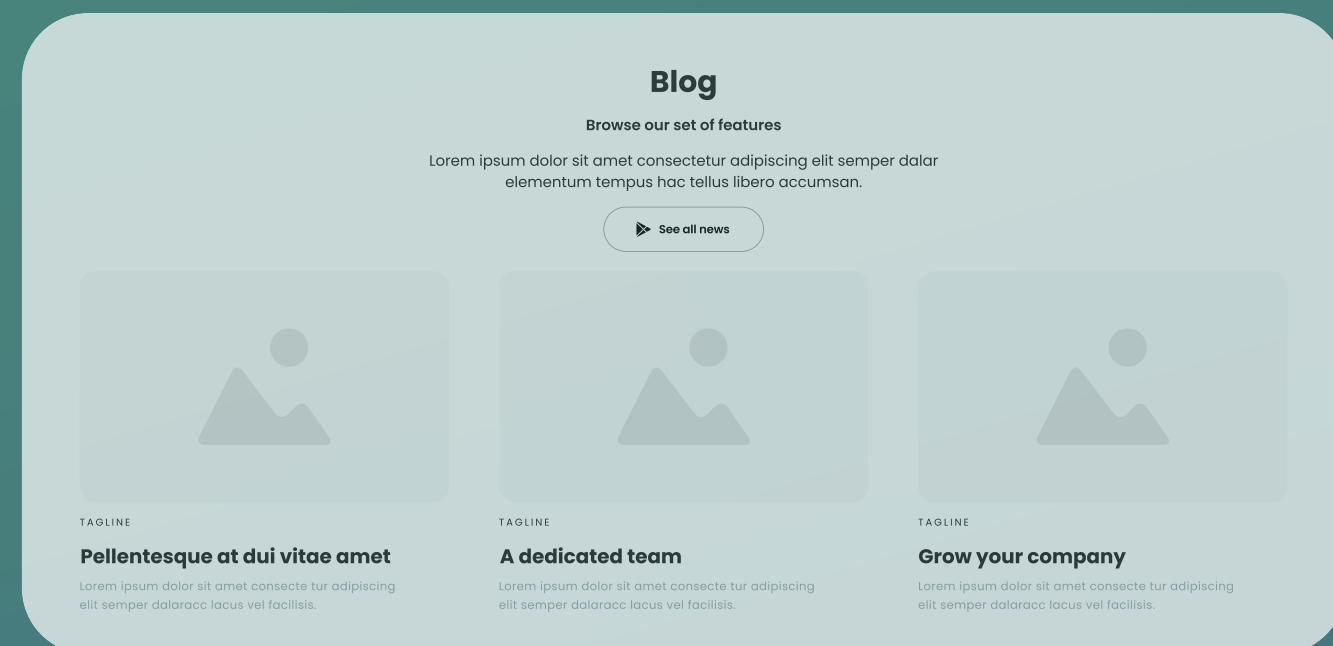 Blog
Browse our set of features
Lorem ipsum dolor sit amet consectetur adipiscing elit semper dalar
elementum tempus hac tellus libero accumsan.
See all news
TAGLINE
Pellentesque at dui vitae amet
Lorem ipsum dolor sit amet consecte tur adipiscing
elit semper dalaracc lacus vel facilisis.
TAGLINE
A dedicated team
Lorem ipsum dolor sit amet consecte tur adipiscing
elit semper dalaracc lacus vel facilisis.
TAGLINE
Grow your company
Lorem ipsum dolor sit amet consecte tur adipiscing
elit semper dalaracc lacus vel facilisis.